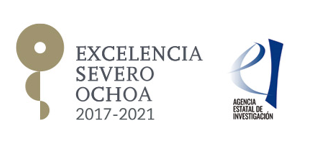 EXCELENCIA
SEVERO
OCHOA
2017-2021
AGENCIA
ESTATAL DE
INVESTIGACIÓN